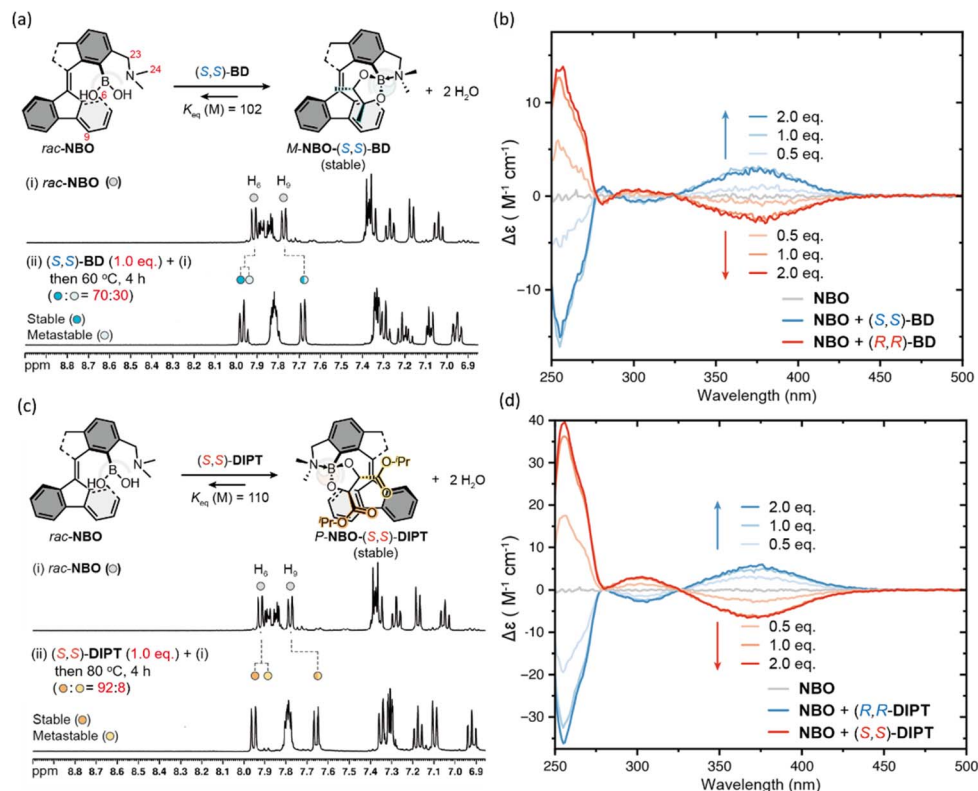 (a)
23
24
N
B
HO
6
OH
9
rac-NBO
(S,S)-BD
Keq (M) = 102
O
B
N
O
M-NBO-(S,S)-BD
(stable)
+ 2 H2O
(i) rac-NBO ( )
H6
H9
(ii) (S,S)-BD (1.0 eq.) + (i)
then 60 °C, 4 h
( : = 70:30)
Stable ( )
Metastable ( )
ppm 8.8 8.7 8.6 8.5 8.4 8.3 8.2 8.1 8.0 7.9 7.8 7.7 7.6 7.5 7.4 7.3 7.2 7.1 7.0 6.9
(b)
Δε ( M-1 cm-1)
10
5
0
−5
−10
2.0 eq.
1.0 eq.
0.5 eq.
0.5 eq.
1.0 eq.
2.0 eq.
NBO
NBO + (S,S)-BD
NBO + (R,R)-BD
250 300 350 400 450 500
Wavelength (nm)
(c)
N
B
HO
OH
rac-NBO
(S,S)-DIPT
Keq (M) = 110
N
B
O
O
O
iPr
O
iPr-O
O
P-NBO-(S,S)-DIPT
(stable)
+ 2 H2O
(i) rac-NBO ( )
H6
H9
(ii) (S,S)-DIPT (1.0 eq.) + (i)
then 80 °C, 4 h
( : = 92:8)
Stable ( )
Metastable ( )
ppm 8.8 8.7 8.6 8.5 8.4 8.3 8.2 8.1 8.0 7.9 7.8 7.7 7.6 7.5 7.4 7.3 7.2 7.1 7.0 6.9
(d)
Δε ( M-1 cm-1)
40
30
20
10
0
−10
−20
−30
2.0 eq.
1.0 eq.
0.5 eq.
0.5 eq.
1.0 eq.
2.0 eq.
NBO
NBO + (R,R-DIPT
NBO + (S,S)-DIPT
250 300 350 400 450 500
Wavelength (nm)